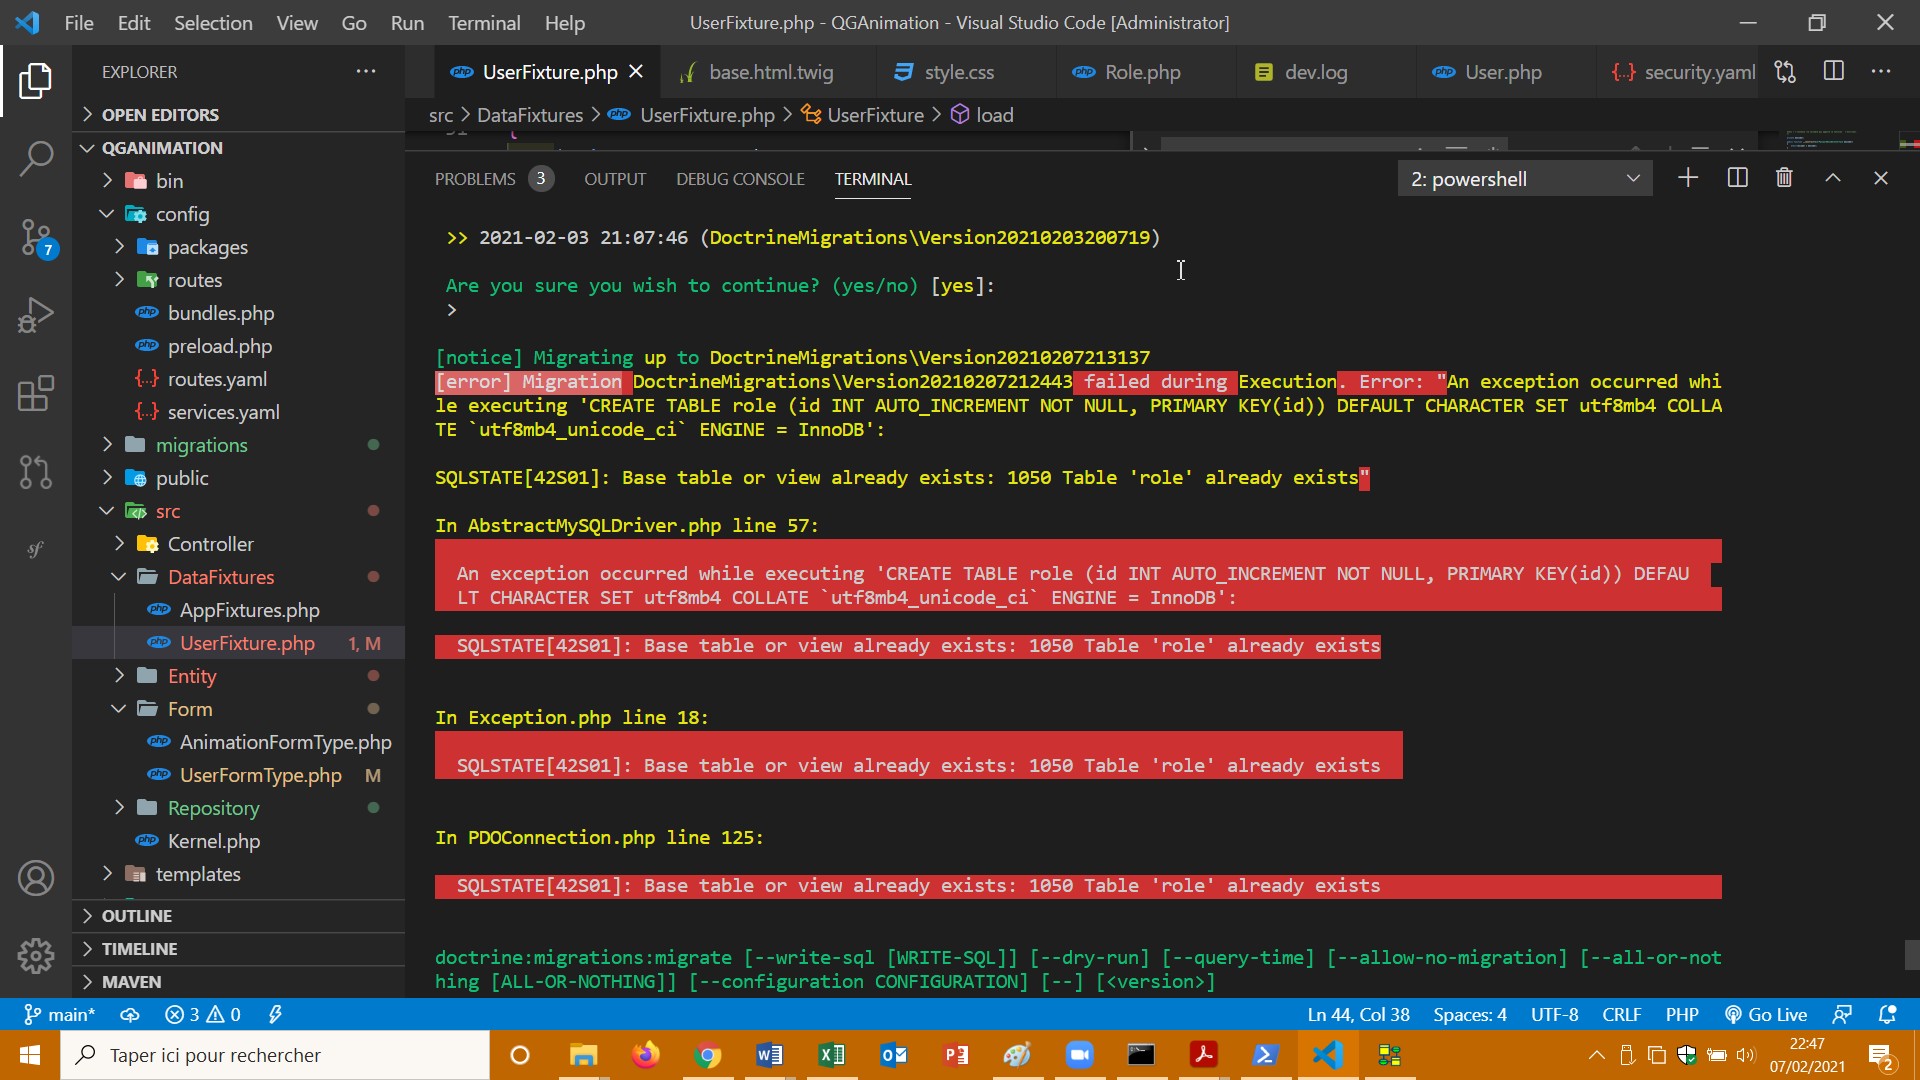 File Edit Selection View Go Run Terminal Help
UserFixture.php - QGAnimation - Visual Studio Code [Administrator]
EXPLORER
UserFixture.php
base.html.twig
style.css
Role.php
dev.log
User.php
security.yaml
OPEN EDITORS
src > DataFixtures > UserFixture.php > UserFixture > load
QGANIMATION
bin
config
packages
routes
bundles.php
preload.php
routes.yaml
services.yaml
migrations
public
src
Controller
DataFixtures
AppFixtures.php
UserFixture.php 1, M
Entity
Form
AnimationFormType.php
UserFormType.php M
Repository
Kernel.php
templates
OUTLINE
TIMELINE
MAVEN
7
PROBLEMS 3 OUTPUT DEBUG CONSOLE TERMINAL
2: powershell
>> 2021-02-03 21:07:46 (DoctrineMigrations\Version20210203200719)
Are you sure you wish to continue? (yes/no) [yes]:
>
[notice] Migrating up to DoctrineMigrations\Version20210207213137
[error] Migration DoctrineMigrations\Version20210207212443 failed during Execution. Error: "An exception occurred whi
le executing 'CREATE TABLE role (id INT AUTO_INCREMENT NOT NULL, PRIMARY KEY(id)) DEFAULT CHARACTER SET utf8mb4 COLLA
TE `utf8mb4_unicode_ci` ENGINE = InnoDB':
SQLSTATE[42S01]: Base table or view already exists: 1050 Table 'role' already exists"
In AbstractMySQLDriver.php line 57:
An exception occurred while executing 'CREATE TABLE role (id INT AUTO_INCREMENT NOT NULL, PRIMARY KEY(id)) DEFAU
LT CHARACTER SET utf8mb4 COLLATE `utf8mb4_unicode_ci` ENGINE = InnoDB':
SQLSTATE[42S01]: Base table or view already exists: 1050 Table 'role' already exists
In Exception.php line 18:
SQLSTATE[42S01]: Base table or view already exists: 1050 Table 'role' already exists
In PDOConnection.php line 125:
SQLSTATE[42S01]: Base table or view already exists: 1050 Table 'role' already exists
doctrine:migrations:migrate [--write-sql [WRITE-SQL]] [--dry-run] [--query-time] [--allow-no-migration] [--all-or-not
hing [ALL-OR-NOTHING]] [--configuration CONFIGURATION] [--] [<version>]
main* 3 0
Ln 44, Col 38 Spaces: 4 UTF-8 CRLF PHP Go Live
Taper ici pour rechercher
22:47
07/02/2021
2